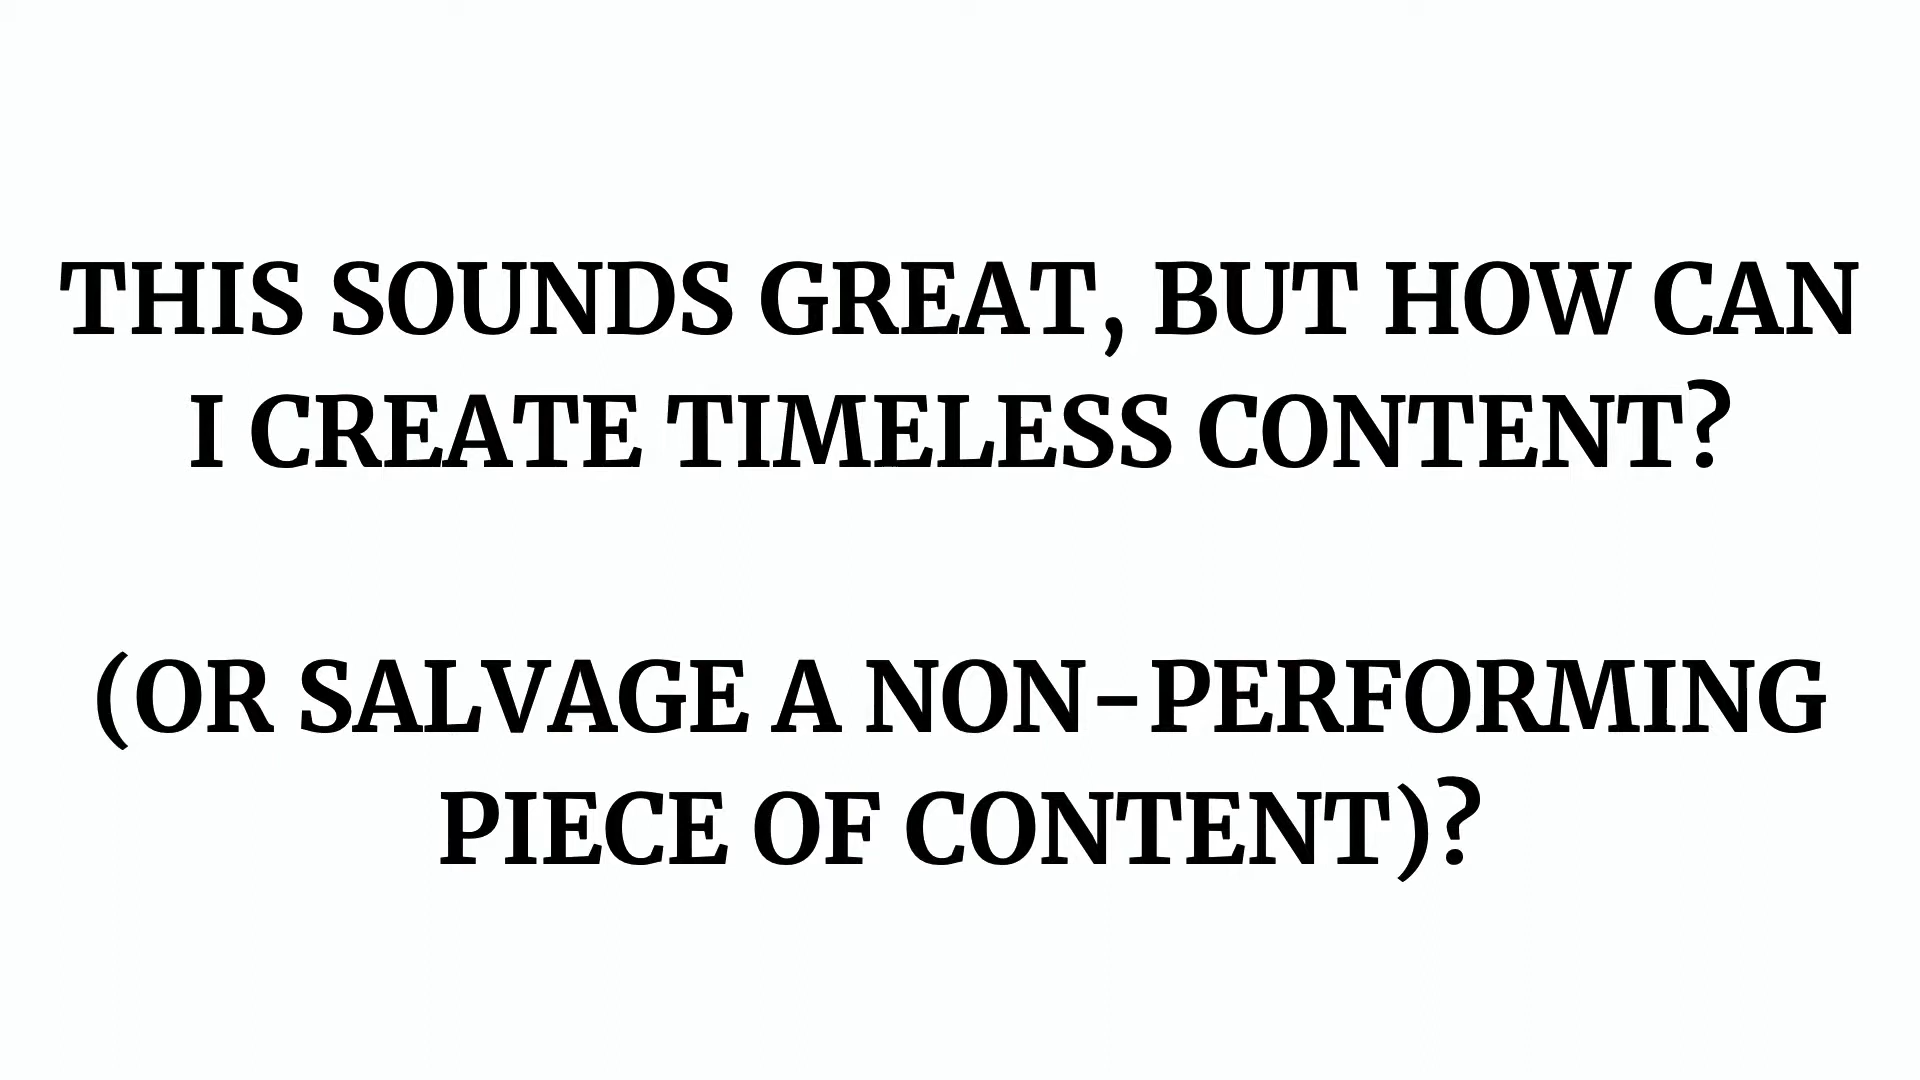 THIS SOUNDS GREAT, BUT HOW CAN
I CREATE TIMELESS CONTENT?
(OR SALVAGE A NON-PERFORMING
PIECE OF CONTENT)?